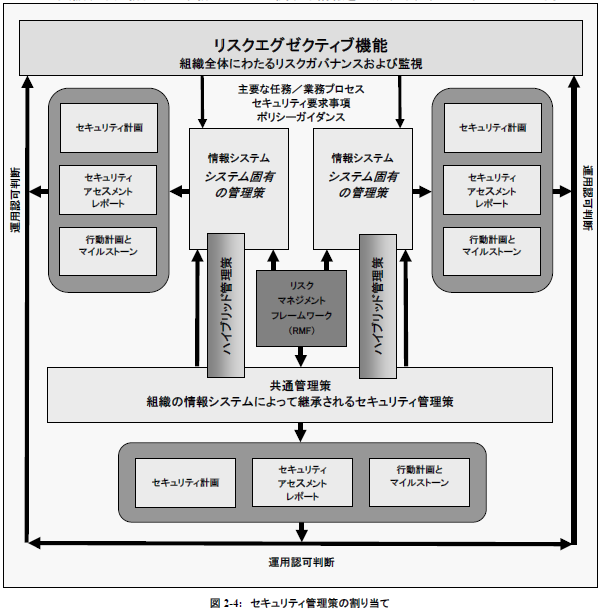 リスクエグゼクティブ機能
組織全体にわたるリスクガバナンスおよび監視
主要な任務／業務プロセス
セキュリティ要求事項
ポリシーガイダンス
運用認可判断
セキュリティ計画
セキュリティ
アセスメント
レポート
行動計画と
マイルストーン
情報システム
システム固有
の管理策
情報システム
システム固有
の管理策
セキュリティ計画
セキュリティ
アセスメント
レポート
行動計画と
マイルストーン
運用認可判断
ハイブリッド管理策
リスク
マネジメント
フレームワーク
（RMF）
ハイブリッド管理策
共通管理策
組織の情報システムによって継承されるセキュリティ管理策
セキュリティ計画
セキュリティ
アセスメント
レポート
行動計画と
マイルストーン
運用認可判断
図 2-4: セキュリティ管理策の割り当て